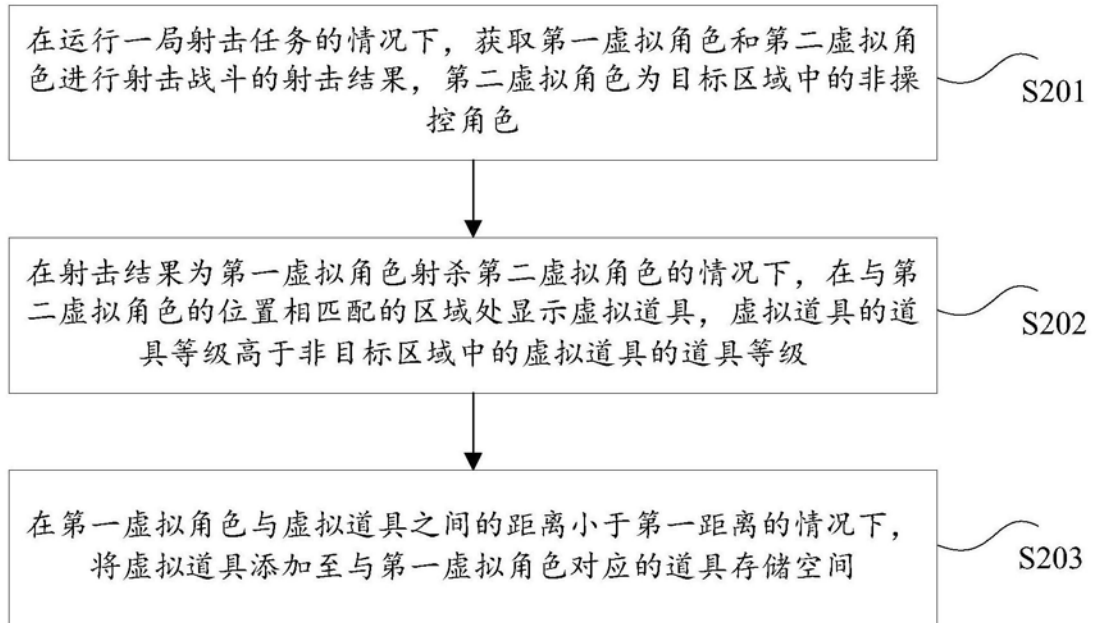 在运行一局射击任务的情况下，获取第一虚拟角色和第二虚拟角
色进行射击战斗的射击结果，第二虚拟角色为目标区域中的非操
控角色
S201
在射击结果为第一虚拟角色射杀第二虚拟角色的情况下，在与第
二虚拟角色的位置相匹配的区域处显示虚拟道具，虚拟道具的道
具等级高于非目标区域中的虚拟道具的道具等级
S202
在第一虚拟角色与虚拟道具之间的距离小于第一距离的情况下，
将虚拟道具添加至与第一虚拟角色对应的道具存储空间
S203